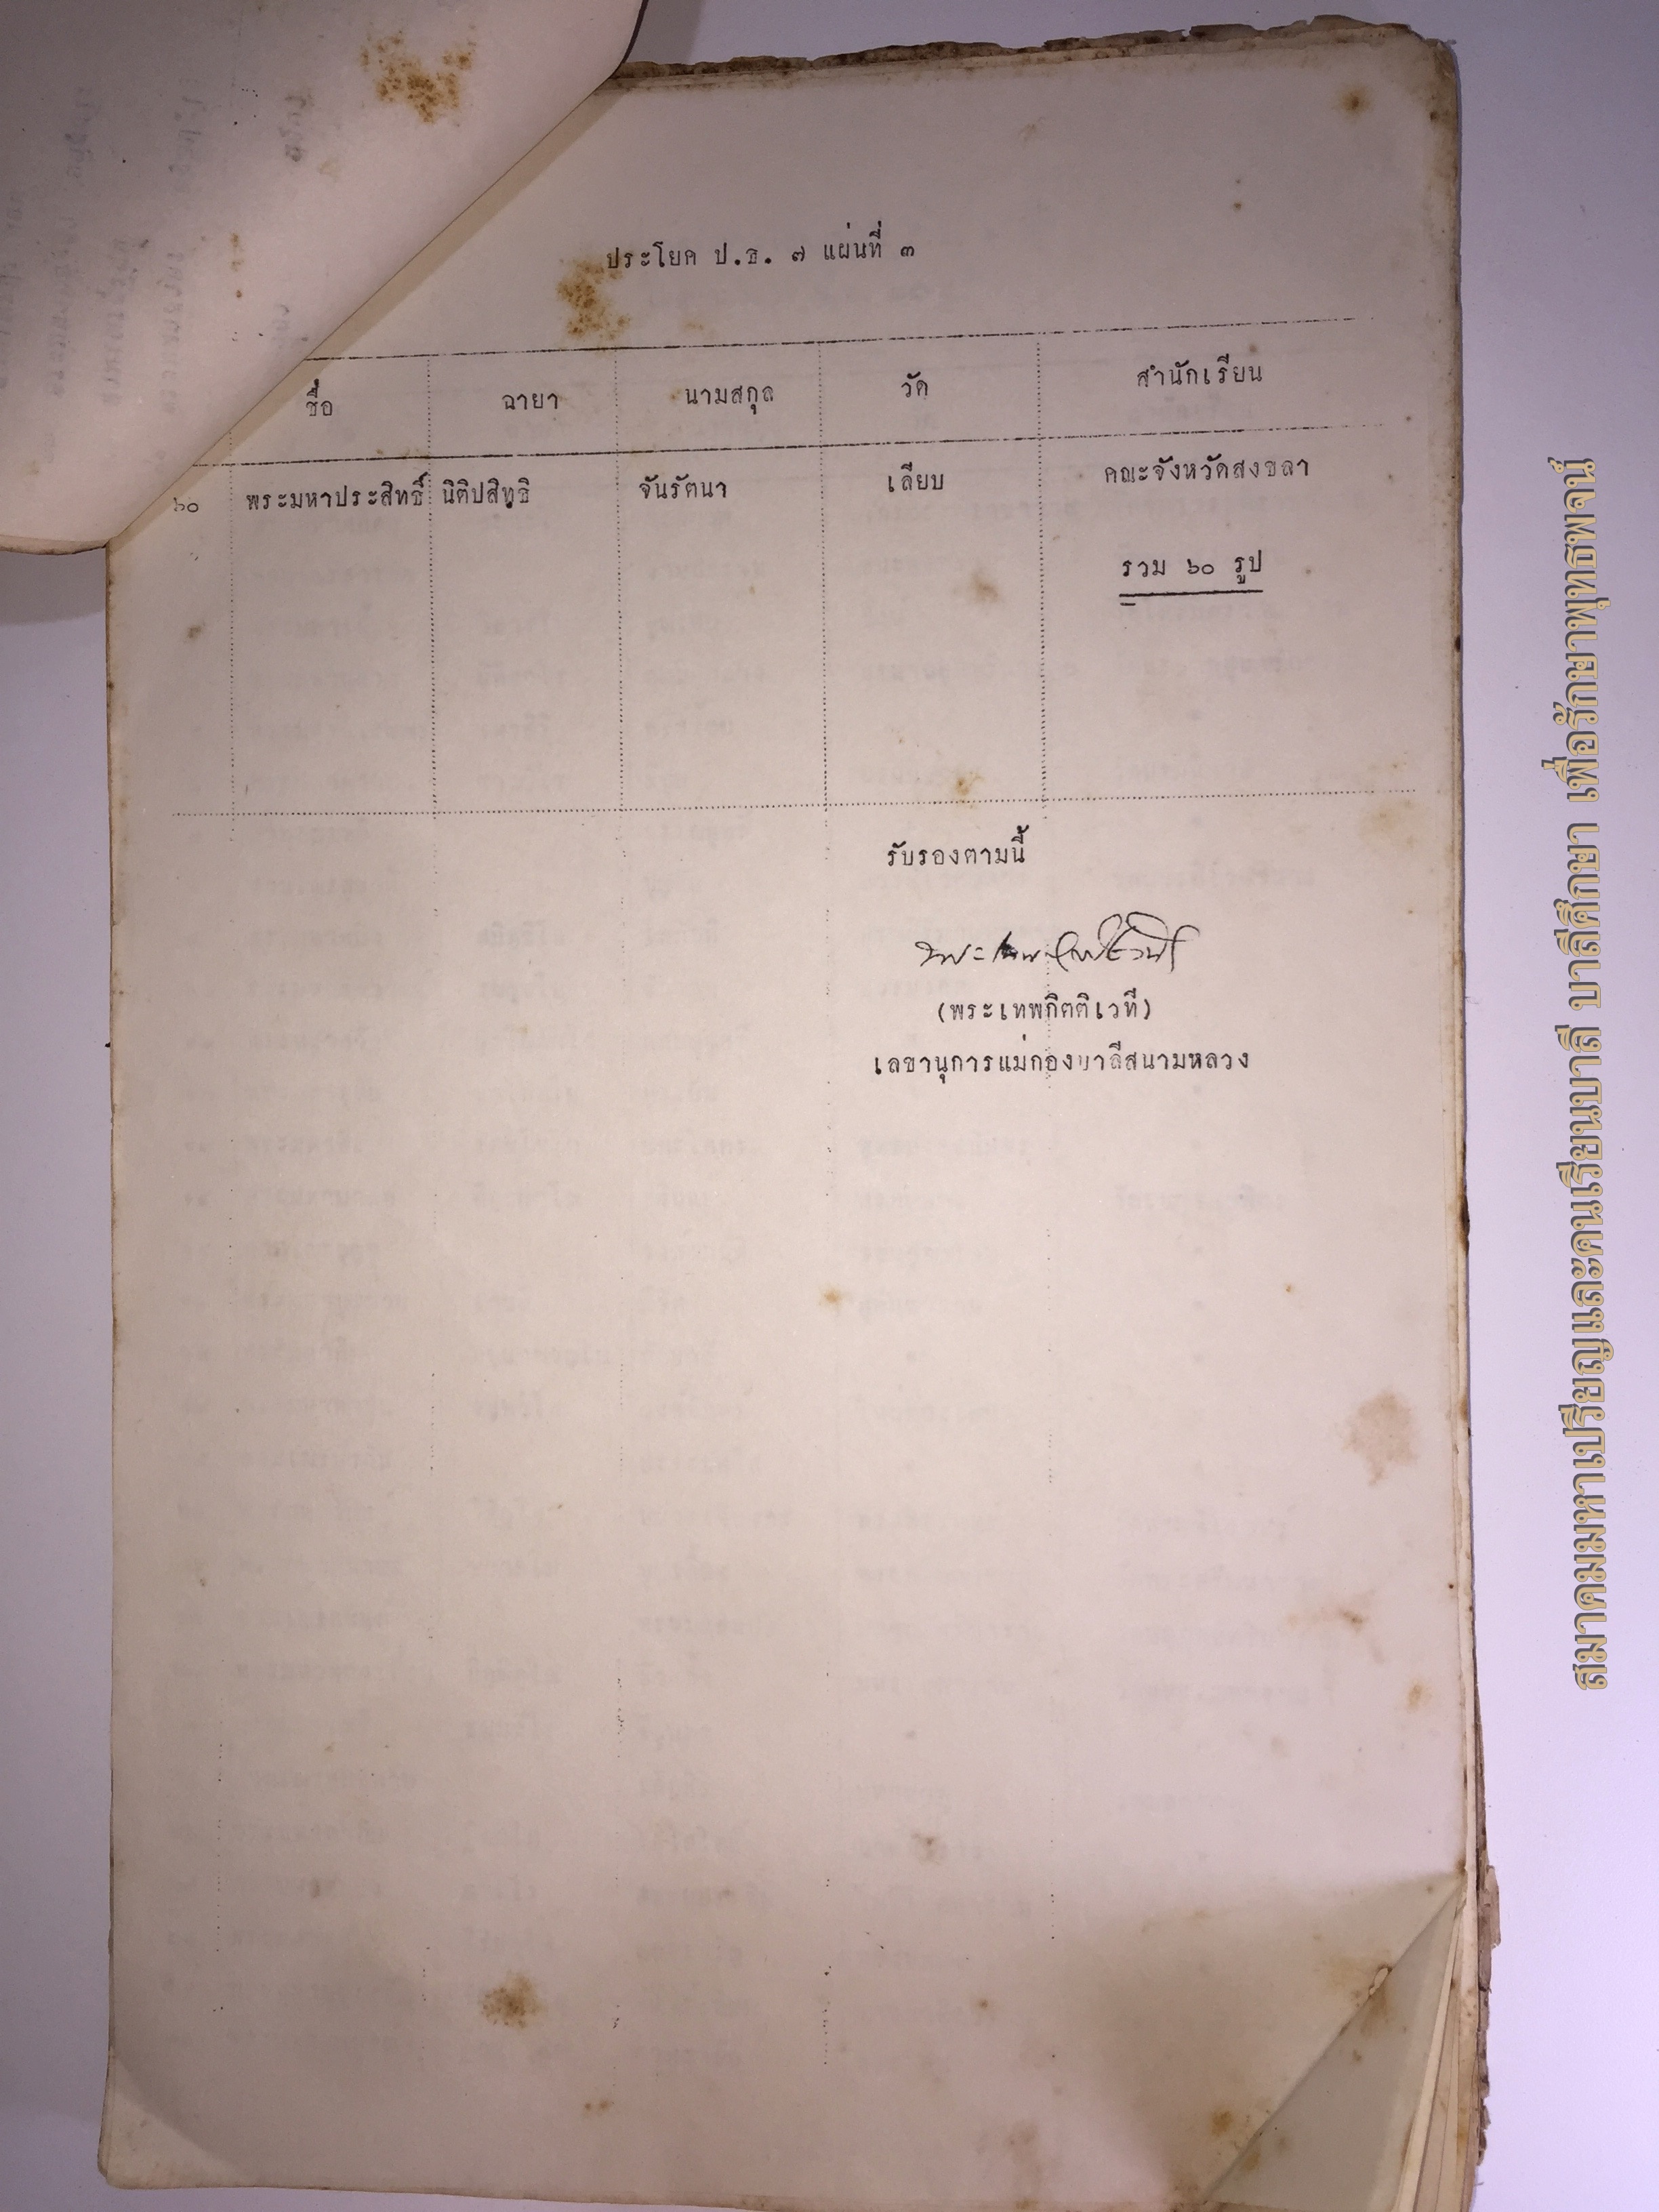 ประโยค ป.ธ. ๗ แผ่นที่ ๓
ชื่อ ฉายา นามสกุล วัด สำนักเรียน
๖๐ พระมหาประสิทธิ์ นิติปสิทฺธิ จันรัตนา เลียบ คณะจังหวัดสงขลา
รวม ๖๐ รูป
รับรองตามนี้
(พระเทพกิตติเวที)
เลขานุการแม่กองบาลีสนามหลวง
สมาคมมหาเปรียญและคนเรียนบาลี บาลีศึกษา เพื่อรักษาพุทธพจน์